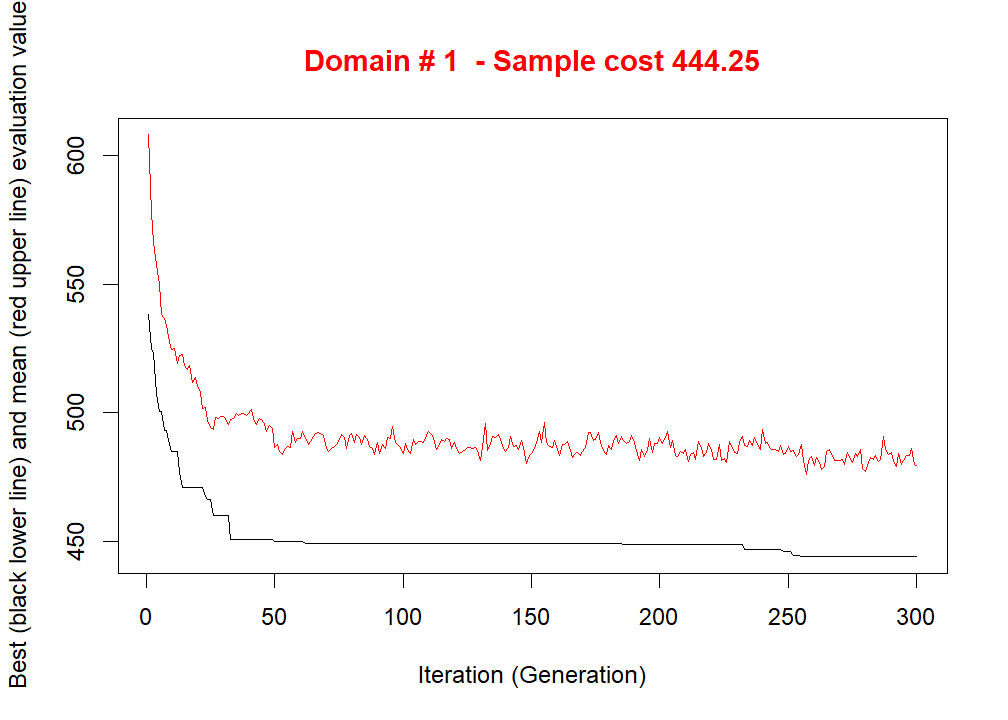 Domain # 1  - Sample cost 444.25
Best (black lower line) and mean (red upper line) evaluation value
600
550
500
450
0 50 100 150 200 250 300
Iteration (Generation)